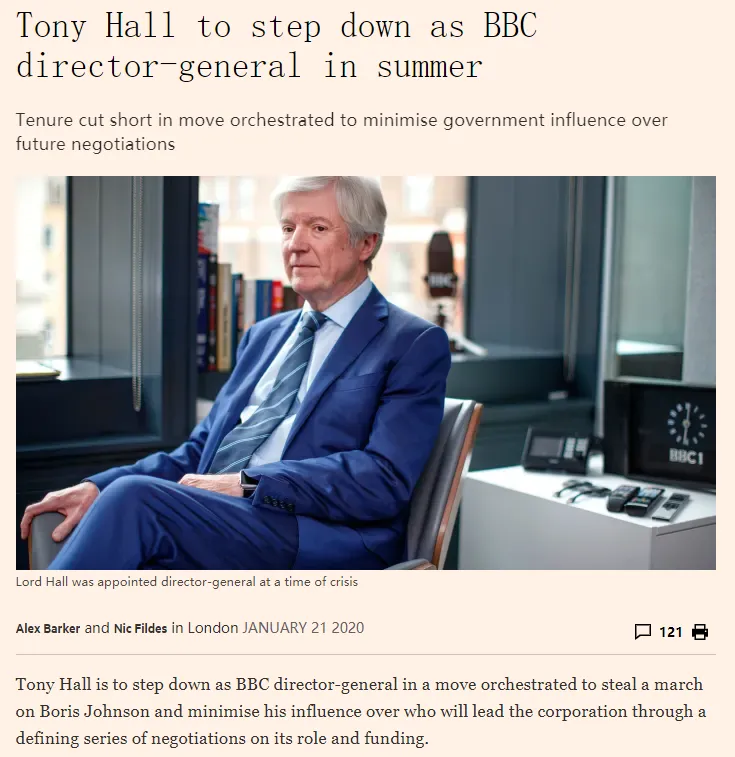 Tony Hall to step down as BBC
director-general in summer
Tenure cut short in move orchestrated to minimise government influence over
future negotiations
BBC
BBC1
Lord Hall was appointed director-general at a time of crisis
Alex Barker and Nic Fildes in London JANUARY 21 2020
121
Tony Hall is to step down as BBC director-general in a move orchestrated to steal a march
on Boris Johnson and minimise his influence over who will lead the corporation through a
defining series of negotiations on its role and funding.